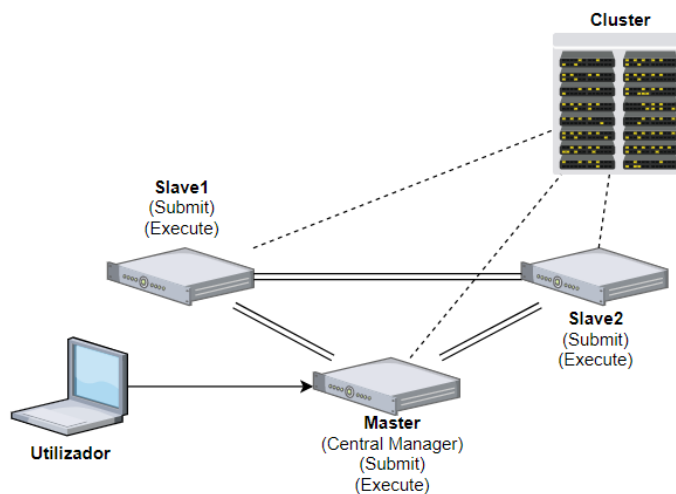 Cluster
Slave1
(Submit)
(Execute)
Slave2
(Submit)
(Execute)
Utilizador
Master
(Central Manager)
(Submit)
(Execute)